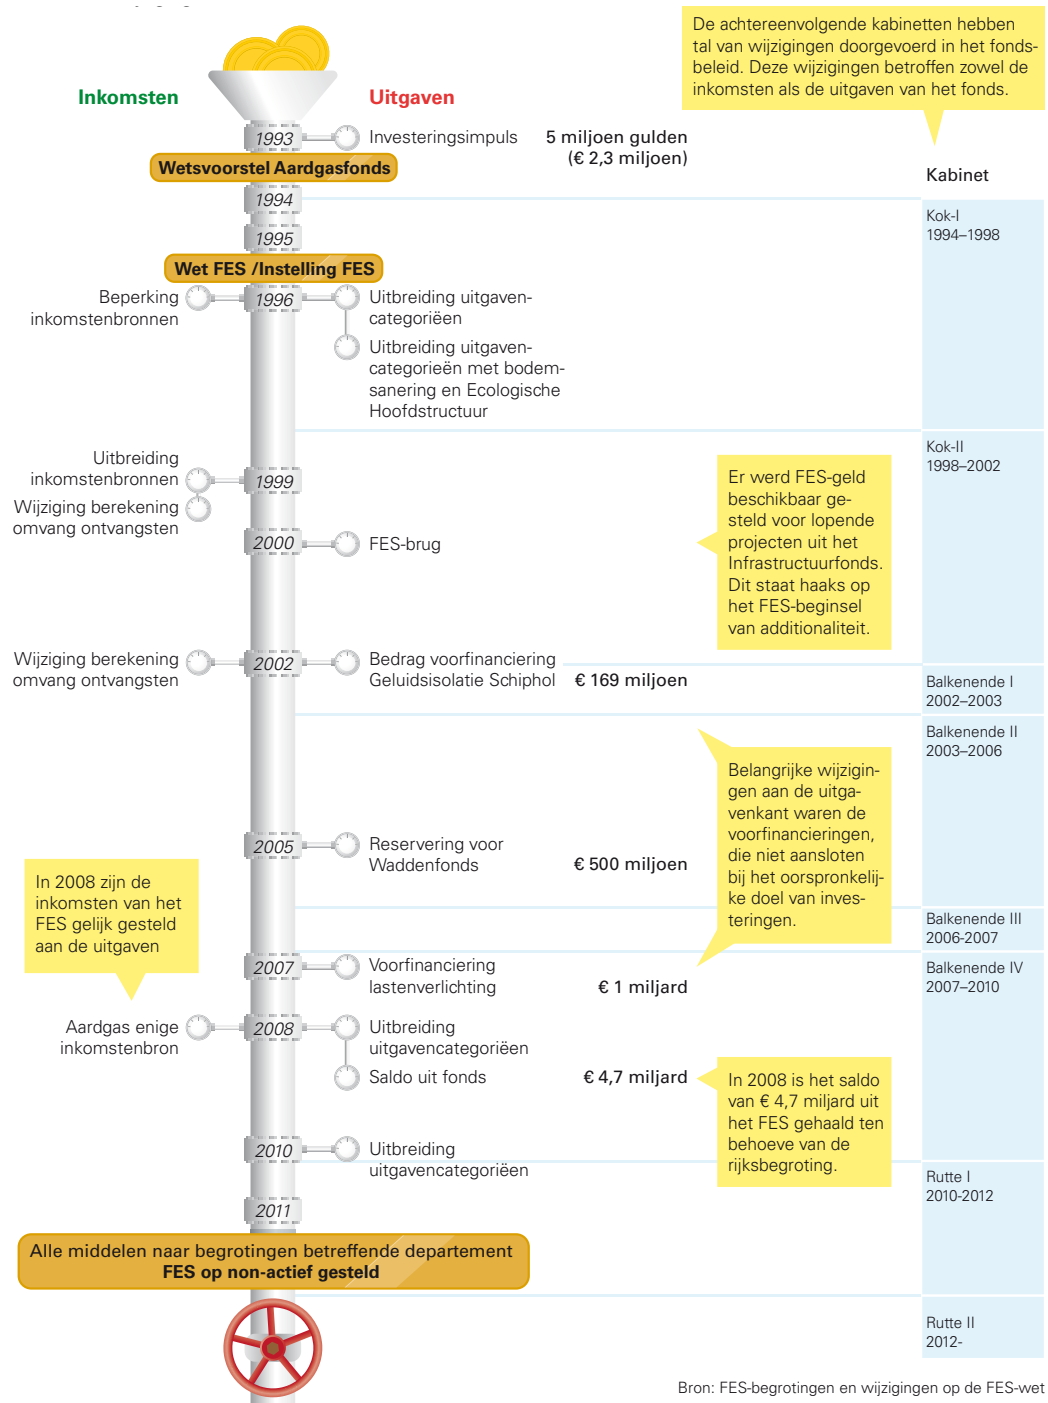 De achtereenvolgende kabinetten hebben
tal van wijzigingen doorgevoerd in het fonds-
beleid. Deze wijzigingen betroffen zowel de
inkomsten als de uitgaven van het fonds.
Inkomsten
Uitgaven
1993
Investeringsimpuls
5 miljoen gulden
(€ 2,3 miljoen)
Wetsvoorstel Aardgasfonds
Kabinet
1994
Kok-I
1994–1998
1995
Wet FES /Instelling FES
Beperking
inkomstenbronnen
1996
Uitbreiding uitgaven-
categoriëen
Uitbreiding uitgaven-
categorieën met bodem-
sanering en Ecologische
Hoofdstructuur
Kok-II
1998–2002
Uitbreiding
inkomstenbronnen
Wijziging berekening
omvang ontvangsten
1999
Er werd FES-geld
beschikbaar ge-
steld voor lopende
projecten uit het
Infrastructuurfonds.
Dit staat haaks op
het FES-beginsel
van additionaliteit.
2000
FES-brug
Wijziging berekening
omvang ontvangsten
2002
Bedrag voorfinanciering
Geluidsisolatie Schiphol
€ 169 miljoen
Balkenende I
2002–2003
Balkenende II
2003–2006
Belangrijke wijzigin-
gen aan de uitga-
venkant waren de
voorfinancieringen,
die niet aansloten
bij het oorspronkelij-
ke doel van inves-
teringen.
2005
Reservering voor
Waddenfonds
€ 500 miljoen
In 2008 zijn de
inkomsten van het
FES gelijk gesteld
aan de uitgaven
Balkenende III
2006-2007
2007
Voorfinanciering
lastenverlichting
€ 1 miljard
Balkenende IV
2007–2010
Aardgas enige
inkomstenbron
2008
Uitbreiding
uitgavencategoriëen
Saldo uit fonds
€ 4,7 miljard
In 2008 is het saldo
van € 4,7 miljard uit
het FES gehaald ten
behoeve van de
rijksbegroting.
2010
Uitbreiding
uitgavencategoriëen
Rutte I
2010-2012
2011
Alle middelen naar begrotingen betreffende departement
FES op non-actief gesteld
Rutte II
2012-
Bron: FES-begrotingen en wijzigingen op de FES-wet